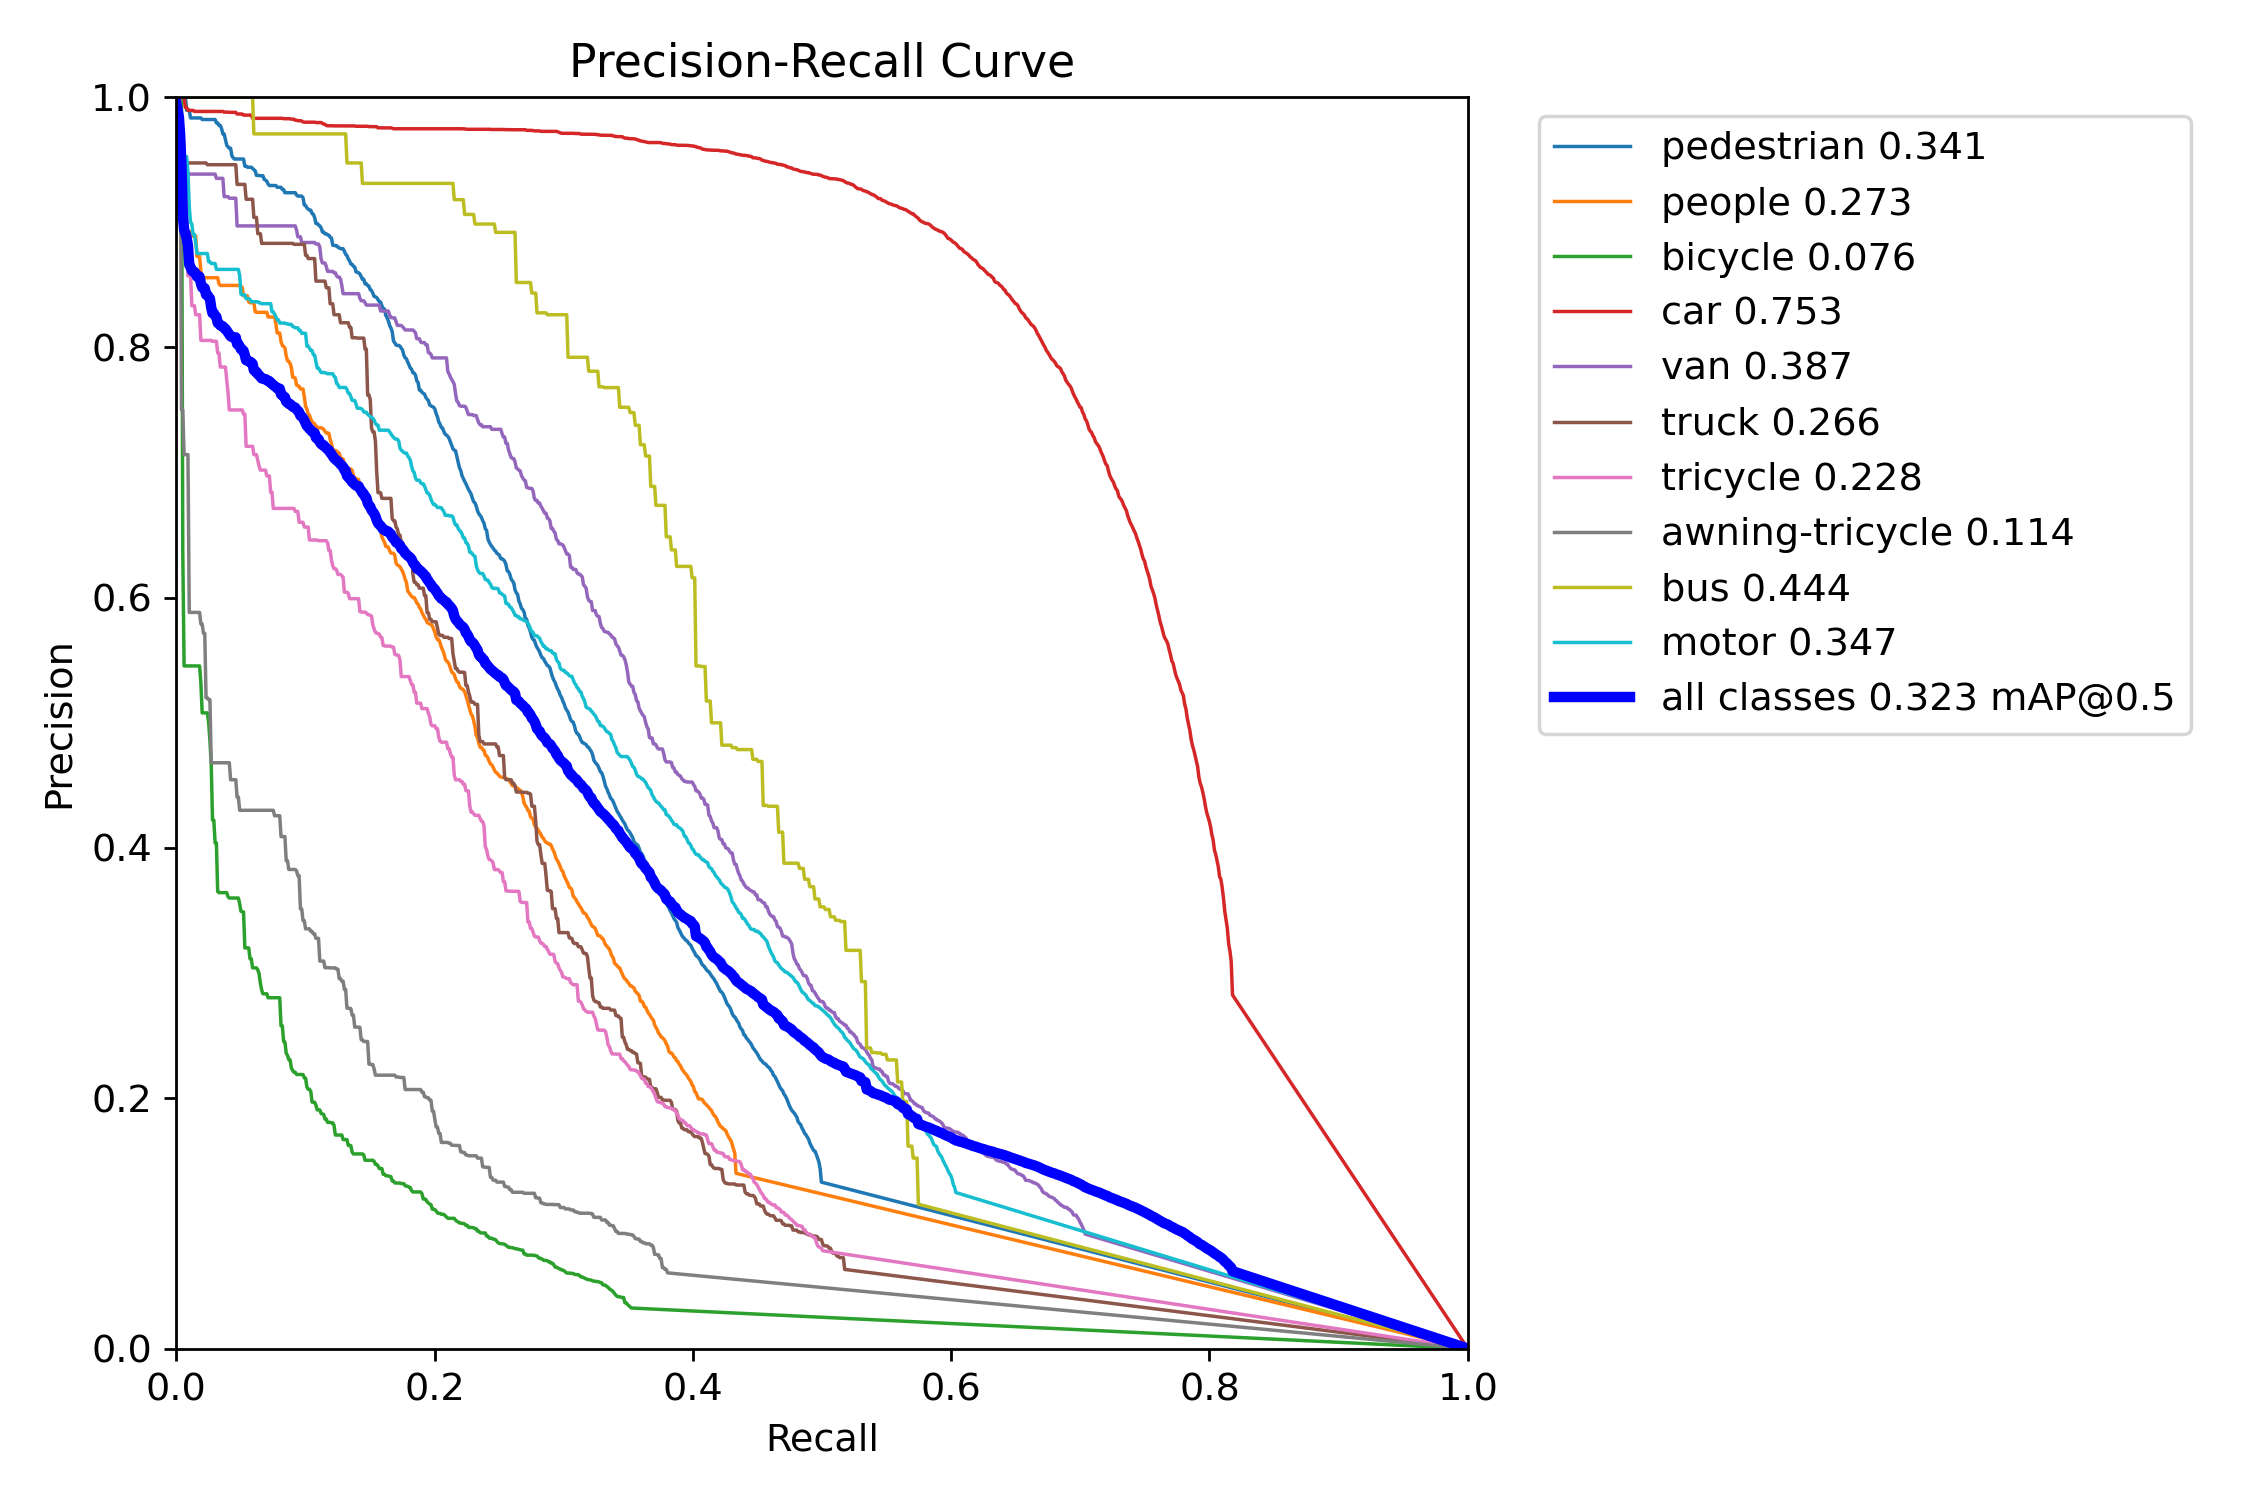 Precision-Recall Curve
1.0
0.8
0.6
0.4
0.2
0.0
Precision
0.0 0.2 0.4 0.6 0.8 1.0
Recall
pedestrian 0.341
people 0.273
bicycle 0.076
car 0.753
van 0.387
truck 0.266
tricycle 0.228
awning-tricycle 0.114
bus 0.444
motor 0.347
all classes 0.323 mAP@0.5